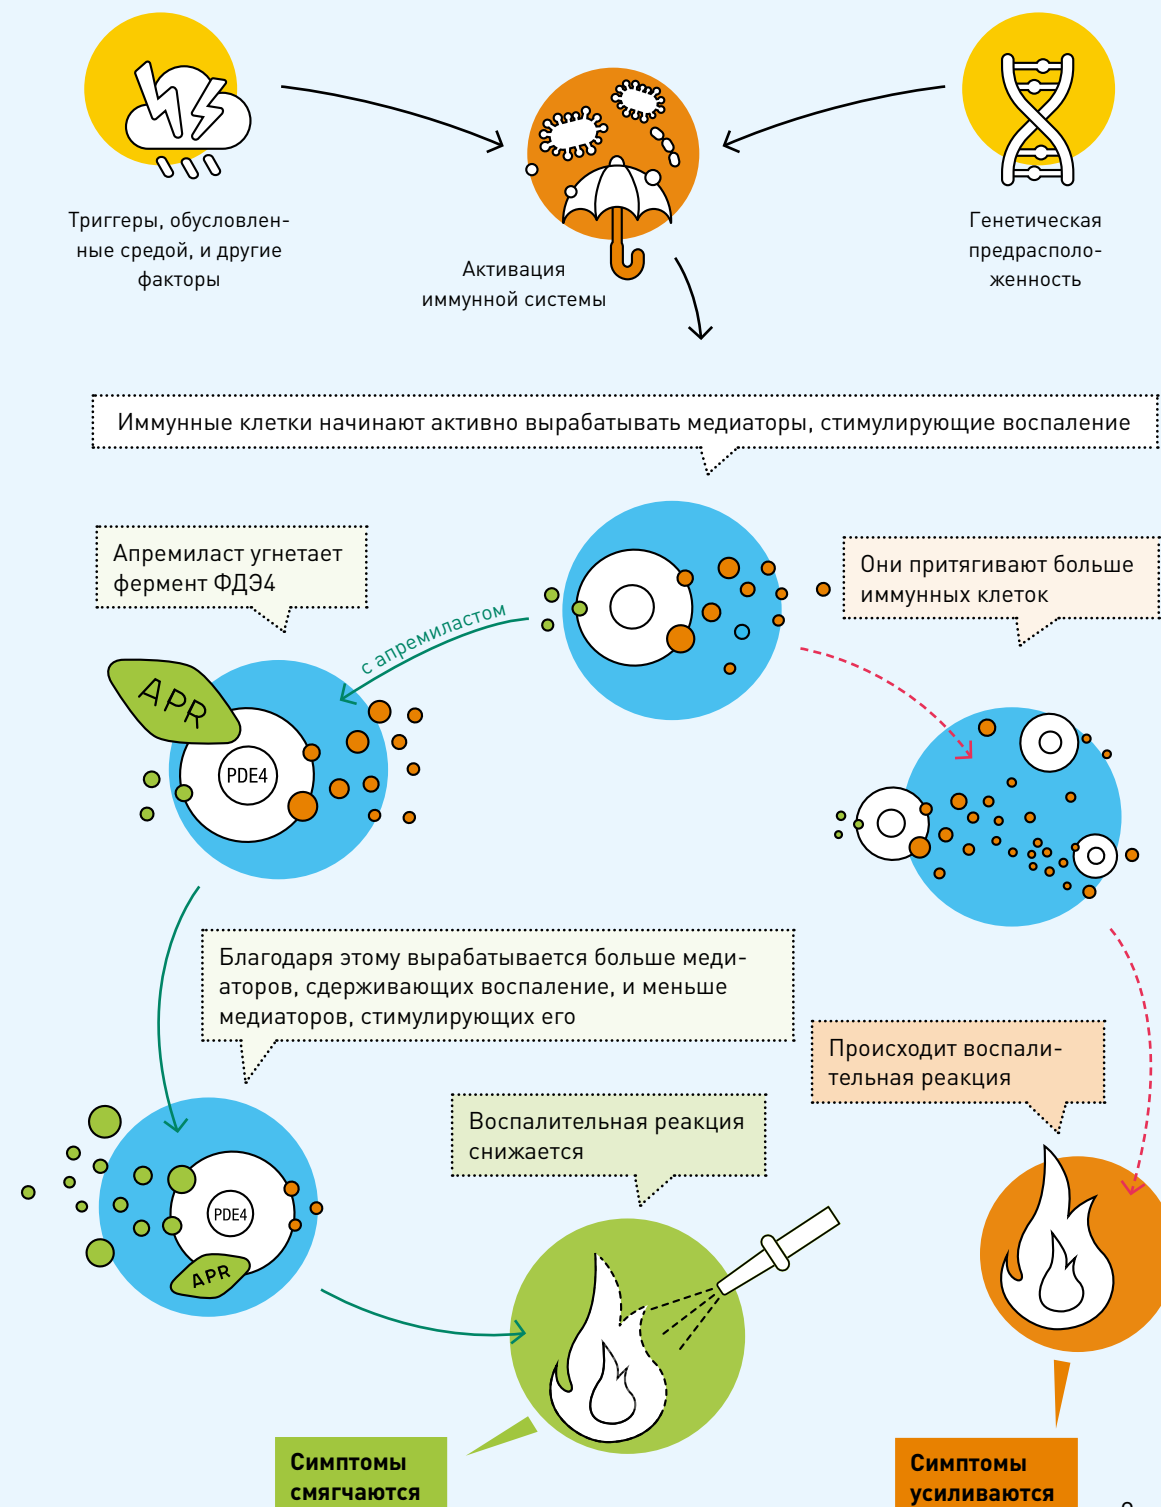 Триггеры, обусловлен-
ные средой, и другие
факторы
Активация
иммунной системы
Генетическая
предрасполо-
женность
Иммунные клетки начинают активно вырабатывать медиаторы, стимулирующие воспаление
Апремиласт угнетает
фермент ФДЭ4
с апремиластом
Они притягивают больше
иммунных клеток
APR
PDE4
Благодаря этому вырабатывается больше меди-
аторов, сдерживающих воспаление, и меньше
медиаторов, стимулирующих его
Происходит воспали-
тельная реакция
Воспалительная реакция
снижается
PDE4
APR
Симптомы
смягчаются
Симптомы
усиливаются